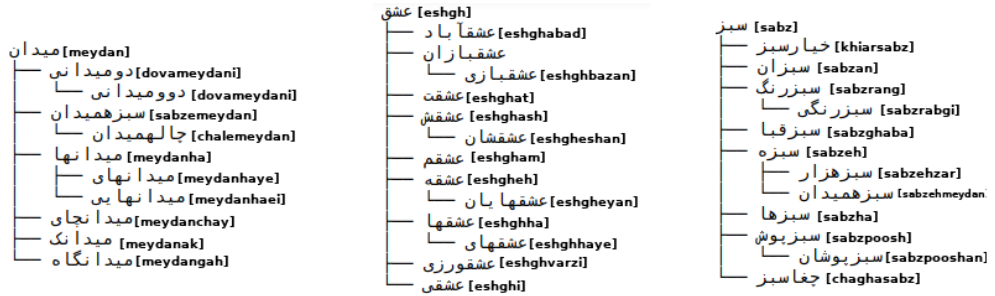 میدان [meydan]
دومیدانی [dovameydani]
دوومیدانی [dovameydani]
سبزهمیدان [sabzemeydan]
چالهمیدان [chalemeydan]
میدانها [meydanha]
میدانهای [meydanhaye]
میدانهایی [meydanhaei]
میدانچای [meydanchay]
میدانک [meydanak]
میدانگاه [meydangah]
عشق [eshgh]
عشقآباد [eshghabad]
عشقبازان
عشقبازی [eshghbazan]
عشقت [eshghat]
عشقش [eshghash]
عشقشان [eshgheshan]
عشقم [eshgham]
عشقه [eshgheh]
عشقهایان [eshgheyan]
عشقها [eshghha]
عشقهای [eshghhaye]
عشقورزی [eshghvarzi]
عشقی [eshghi]
سبز [sabz]
خیارسبز [khiarsabz]
سبزان [sabzan]
سبزرنگ [sabzrang]
سبزرنگی [sabzrabgi]
سبزقبا [sabzghaba]
سبزه [sabzeh]
سبزهزار [sabzehzar]
سبزهمیدان [sabzehmeydan]
سبزها [sabzha]
سبزپوش [sabzpoosh]
سبزپوشان [sabzpooshan]
چغاسبز [chaghasabz]